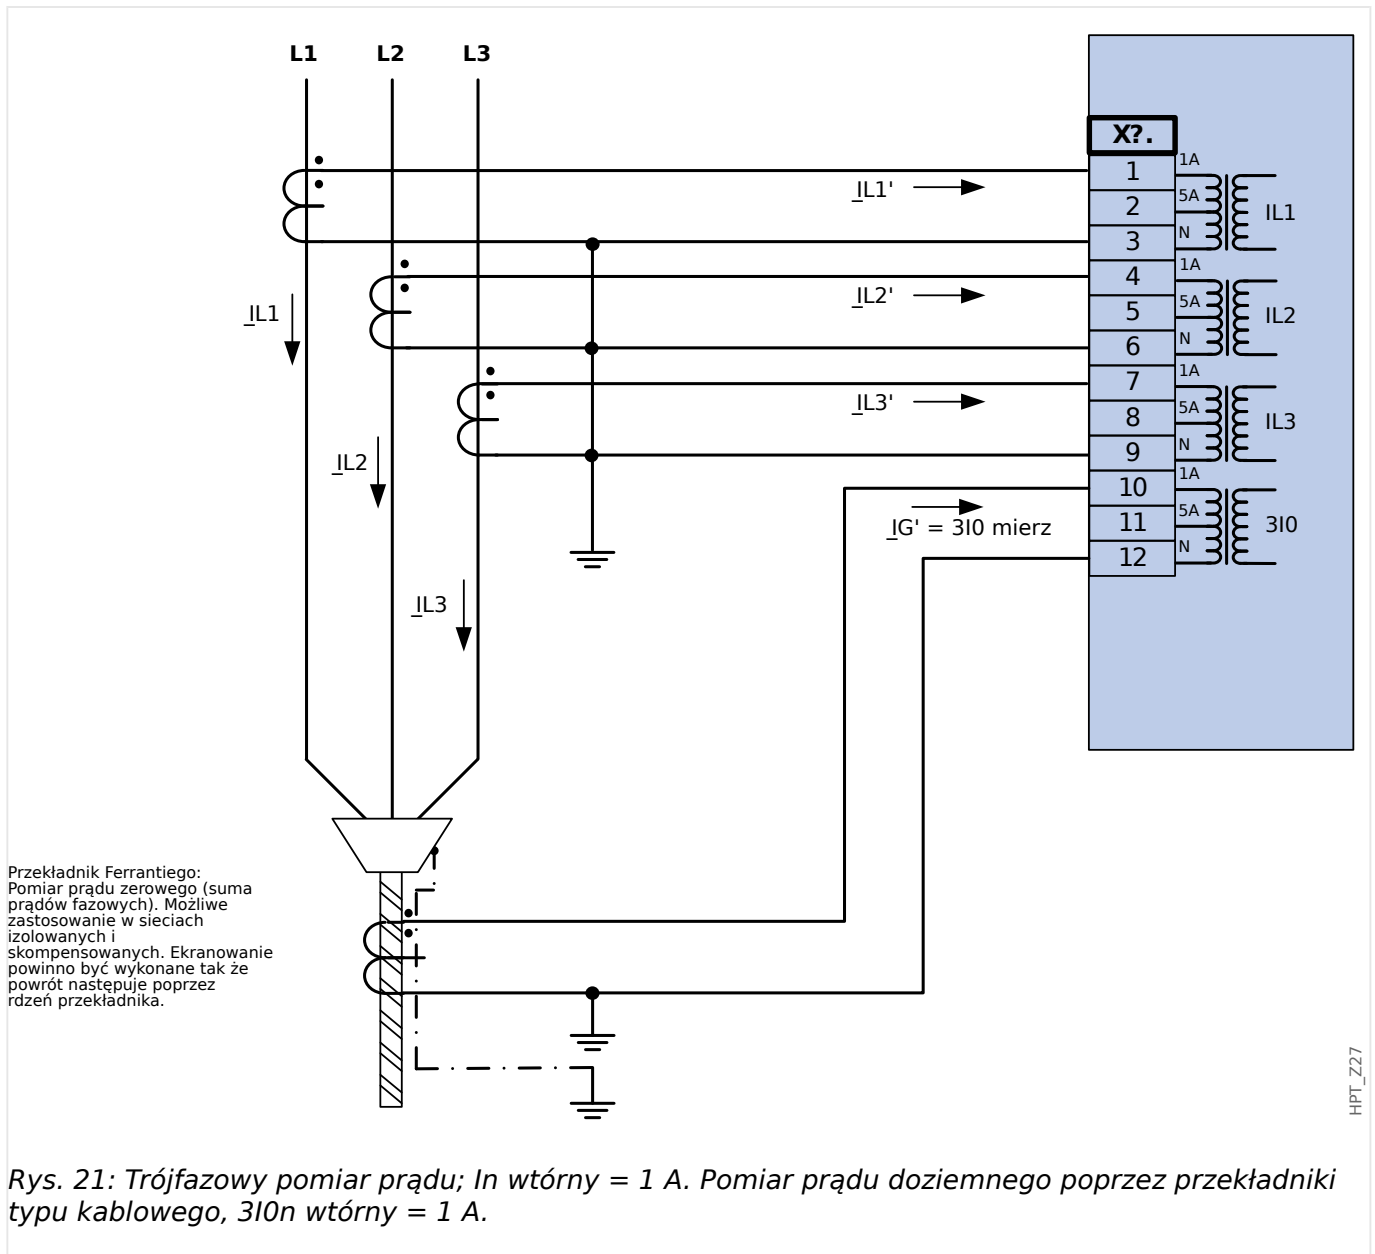 L1 L2 L3
X?.
1 1A
2 5A
3 N
IL1
4 1A
5 5A
6 N
IL2
7 1A
8 5A
9 N
IL3
10 1A
11 5A
12 N
3I0
_IL1'
_IL2'
_IL3'
_IG' = 3I0 mierz
_IL1
_IL2
_IL3
Przekładnik Ferrantiego:
Pomiar prądu zerowego (suma
prądów fazowych). Możliwe
zastosowanie w sieciach
izolowanych i
skompensowanych. Ekranowanie
powinno być wykonane tak że
powrót następuje poprzez
rdzeń przekładnika.
HPT_Z27
Rys. 21: Trójfazowy pomiar prądu; In wtórny = 1 A. Pomiar prądu doziemnego poprzez przekładniki
typu kablowego, 3I0n wtórny = 1 A.